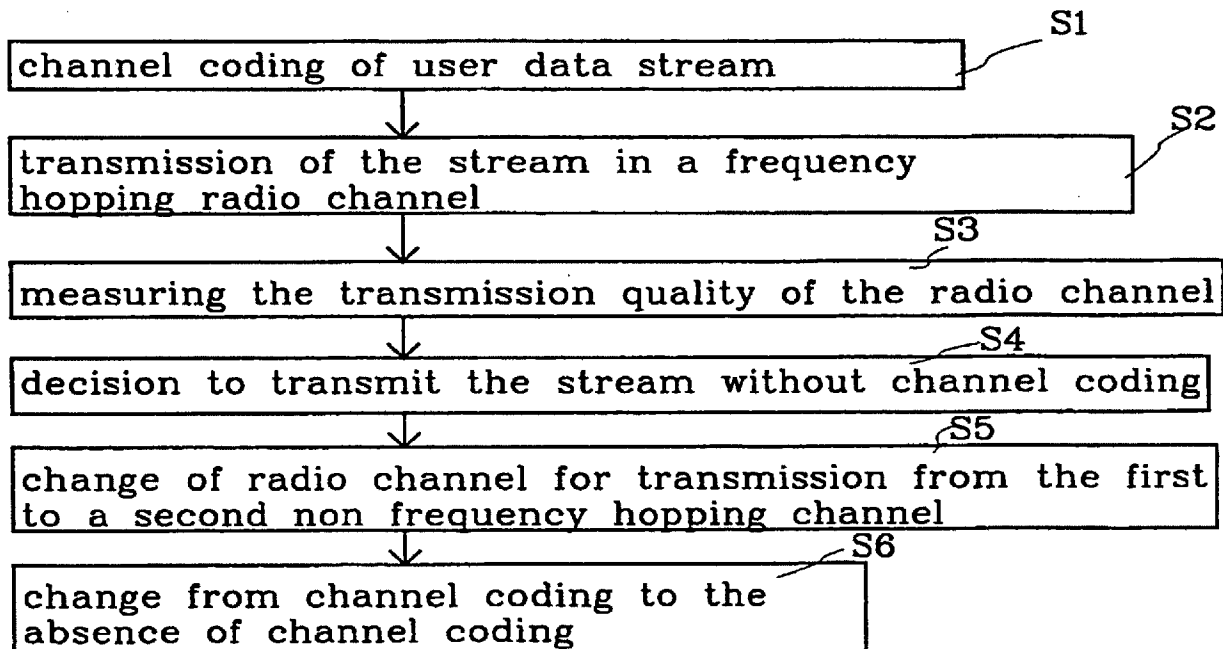 S1
channel coding of user data stream
S2
transmission of the stream in a frequency
hopping radio channel
S3
measuring the transmission quality of the radio channel
S4
decision to transmit the stream without channel coding
S5
change of radio channel for transmission from the first
to a second non frequency hopping channel
S6
change from channel coding to the
absence of channel coding